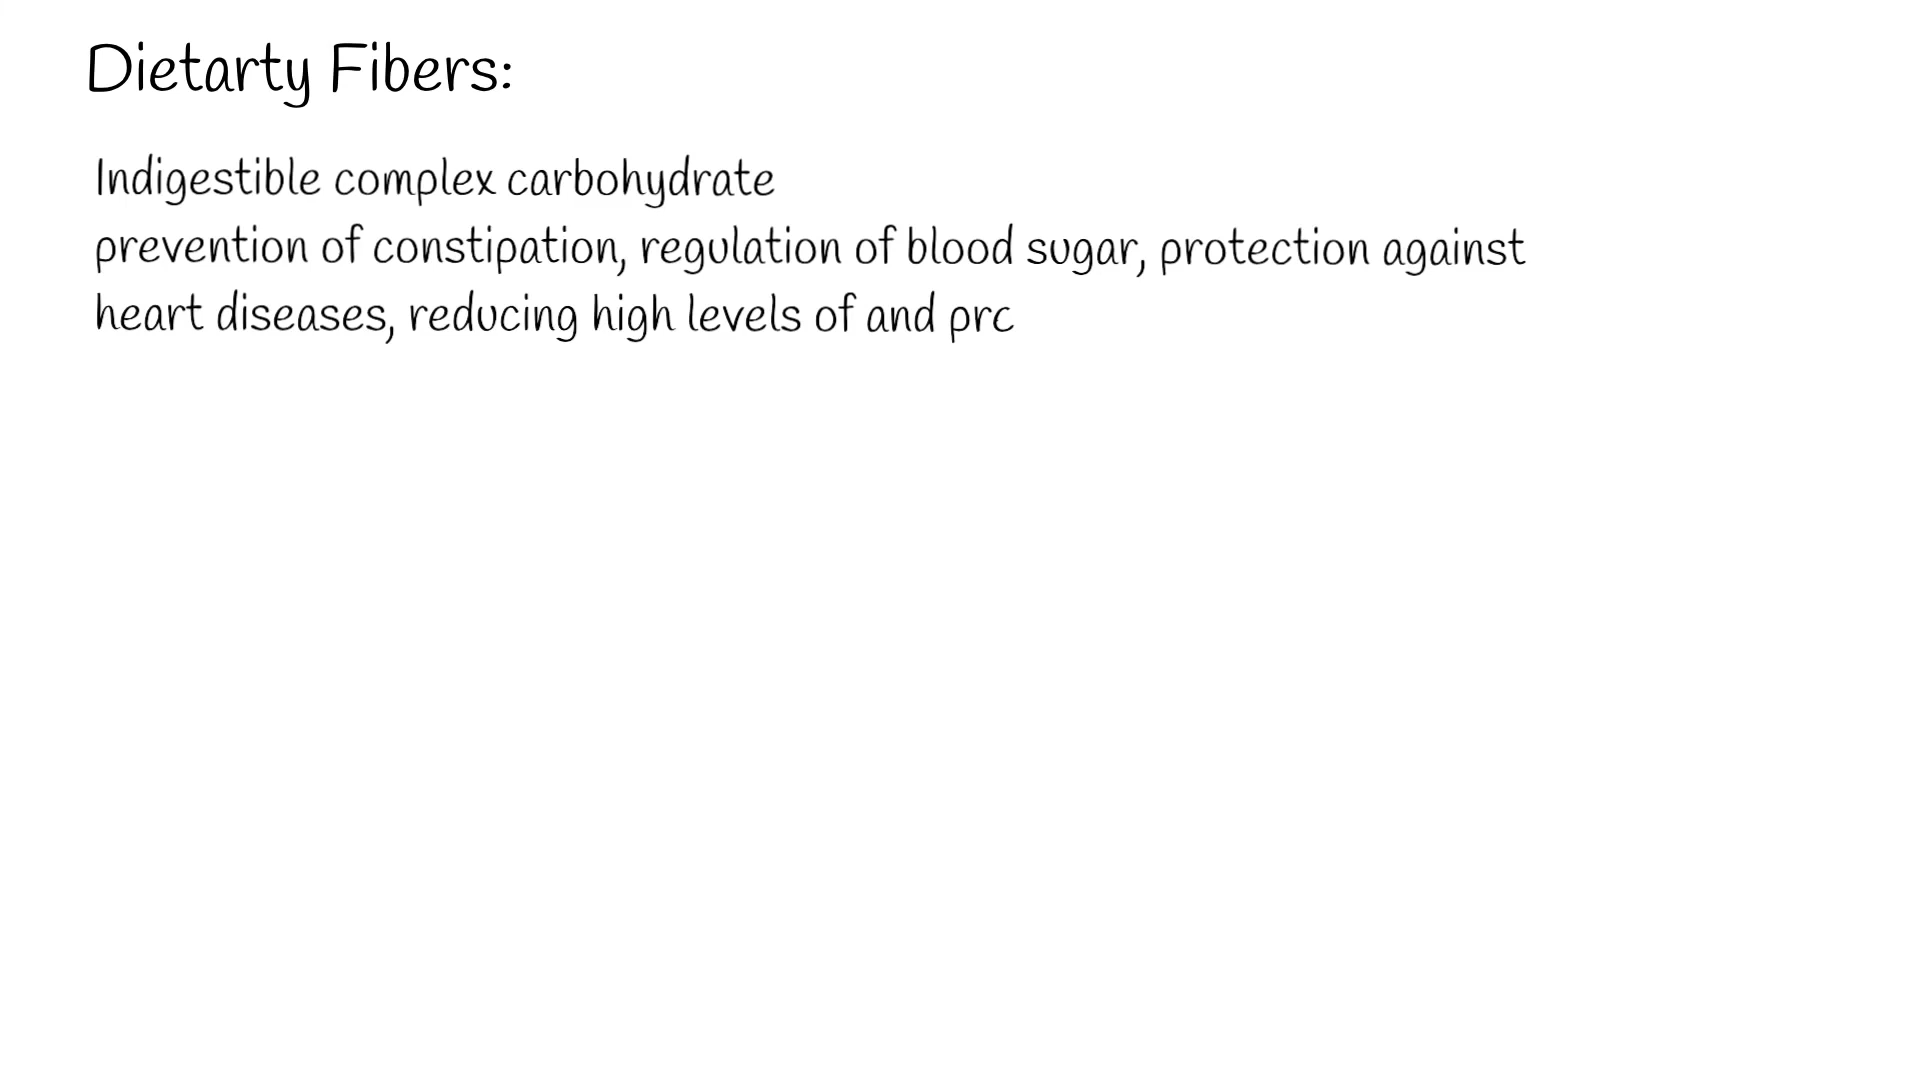 Dietarty Fibers:
Indigestible complex carbohydrate
prevention of constipation, regulation of blood sugar, protection against
heart diseases, reducing high levels of and prc